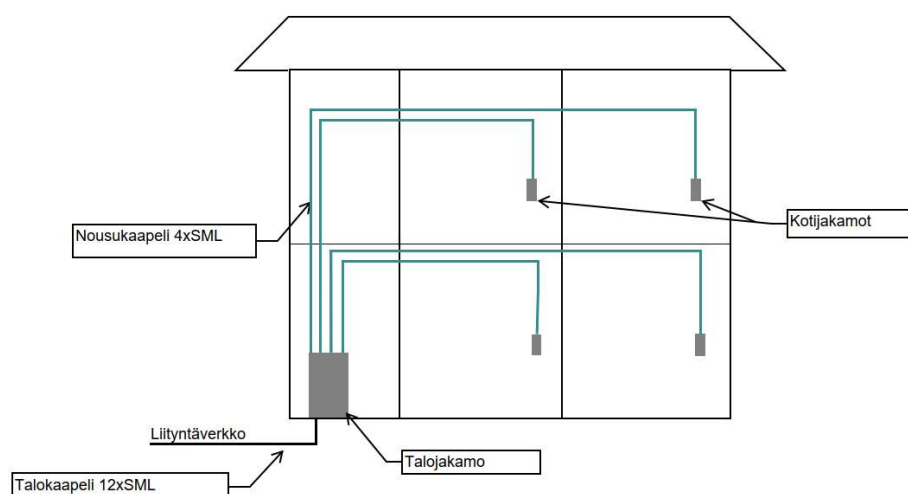 Nousukaapeli 4xSML
Kotijakamot
Liityntäverkko
Talojakamo
Talokaapeli 12xSML